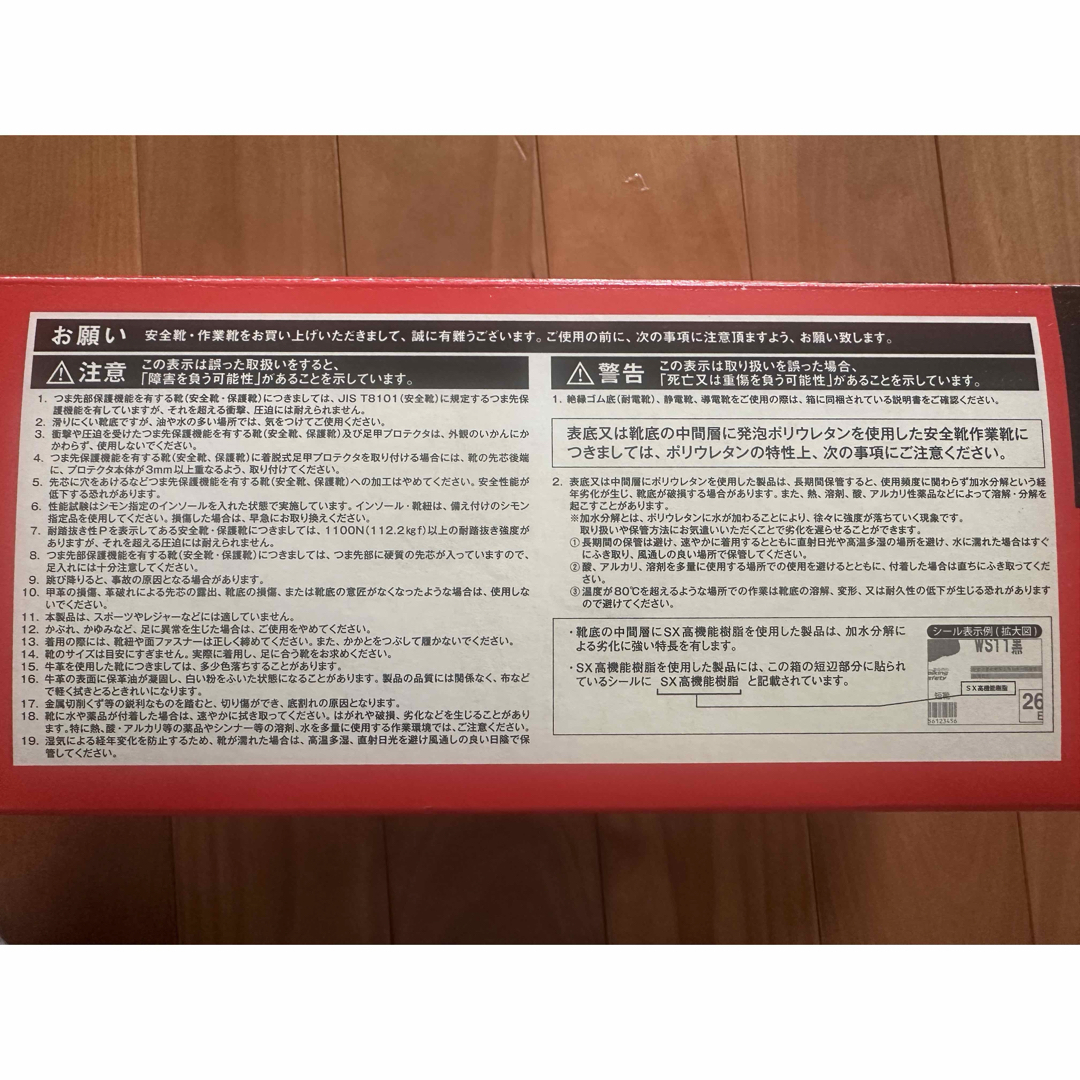 お願い 安全靴・作業靴をお買い上げいただきまして、誠に有難うございます。ご使用の前に、次の事項に注意頂ますよう、お願い致します。
注意 この表示は誤った取扱いをすると、
「障害を負う可能性」があることを示しています。
1. つま先部保護機能を有する靴(安全靴・保護靴)につきましては、JIS T8101(安全靴)に規定するつま先保
護機能を有していますが、それを超える衝撃、圧迫には耐えられません。
2. 滑りにくい靴底ですが、油や水の多い場所では、気をつけてご使用ください。
3. 衝撃や圧迫を受けたつま先保護機能を有する靴(安全靴、保護靴)及び足甲プロテクタは、外観のいかんにか
かわらず、使用しないでください。
4. つま先保護機能を有する靴(安全靴、保護靴)に着脱式足甲プロテクタを取り付ける場合には、靴の先芯後端
に、プロテクタ本体が3mm以上重なるよう、取り付けてください。
5. 先芯に穴をあけるなどつま先保護機能を有する靴(安全靴、保護靴)への加工はやめてください。安全性能が
低下する恐れがあります。
6. 性能試験はシモン指定のインソールを入れた状態で実施しています。インソール・靴紐は、備え付けのシモン
指定品を使用してください。損傷した場合は、早急にお取り換えください。
7. 耐踏抜き性Pを表示してある安全靴・保護靴につきましては、1100N(112.2kgf)以上の耐踏抜き強度が
ありますが、それを超える圧迫には耐えられません。
8. つま先部保護機能を有する靴(安全靴・保護靴)につきましては、つま先部に硬質の先芯が入っていますので、
足入れには十分注意してください。
9. 跳び降りると、事故の原因となる場合があります。
10. 甲革の損傷、革破れによる先芯の露出、靴底の損傷、または靴底の意匠がなくなったような場合は、使用しな
いでください。
11. 本製品は、スポーツやレジャーなどには適していません。
12. かぶれ、かゆみなど、足に異常を生じた場合は、ご使用をやめてください。
13. 着用の際には、靴紐や面ファスナーは正しく締めてください。また、かかとをつぶして履かないでください。
14. 靴のサイズは目安にすぎません。実際に着用し、足に合う靴をお求めください。
15. 牛革を使用した靴につきましては、多少色落ちすることがあります。
16. 牛革の表面に保革油が凝固し、白い粉をふいた状態になることがあります。製品の品質には関係なく、布など
で軽く拭きとるときれいになります。
17. 金属切削くず等の鋭利なものを踏むと、切り傷ができ、底割れの原因となります。
18. 靴に水や薬品が付着した場合は、速やかに拭き取ってください。はがれや破損、劣化などを生じることがあり
ます。特に熱、酸・アルカリ等の薬品やシンナー等の溶剤、水を多量に使用する作業環境では、ご注意ください。
19. 湿気による経年変化を防止するため、靴が濡れた場合は、高温多湿、直射日光を避け風通しの良い日陰で保
管してください。
警告 この表示は取り扱いを誤った場合、
「死亡又は重傷を負う可能性」があることを示しています。
1. 絶縁ゴム底(耐電靴)、静電靴、導電靴をご使用の際は、箱に同梱されている説明書をご確認ください。
表底又は靴底の中間層に発泡ポリウレタンを使用した安全靴作業靴に
つきましては、ポリウレタンの特性上、次の事項にご注意ください。
2. 表底又は中間層にポリウレタンを使用した製品は、長期間保管すると、使用頻度に関わらず加水分解という経
年劣化が生じ、靴底が破損する場合があります。また、熱、溶剤、酸、アルカリ性薬品などによって溶解・分解を
起こすことがあります。
※加水分解とは、ポリウレタンに水が加わることにより、徐々に強度が落ちていく現象です。
取り扱いや保管方法にお気遣いいただくことで劣化を遅らせることができます。
①長期間の保管は避け、速やかに着用するとともに直射日光や高温多湿の場所を避け、水に濡れた場合はすぐ
にふき取り、風通しの良い場所で保管してください。
②酸、アルカリ、溶剤を多量に使用する場所での使用を避けるとともに、付着した場合は直ちにふき取ってくださ
い。
③温度が80℃を超えるような場所での作業は靴底の溶解、変形、又は耐久性の低下が生じる恐れがあります
ので避けてください。
・靴底の中間層にSX高機能樹脂を使用した製品は、加水分解に
よる劣化に強い特長を有します。
・SX高機能樹脂を使用した製品には、この箱の短辺部分に貼られ
ているシールに SX高機能樹脂 と記載されています。
シール表示例(拡大図)
WS11黒
SX高機能樹脂
短靴
26
E
56123456